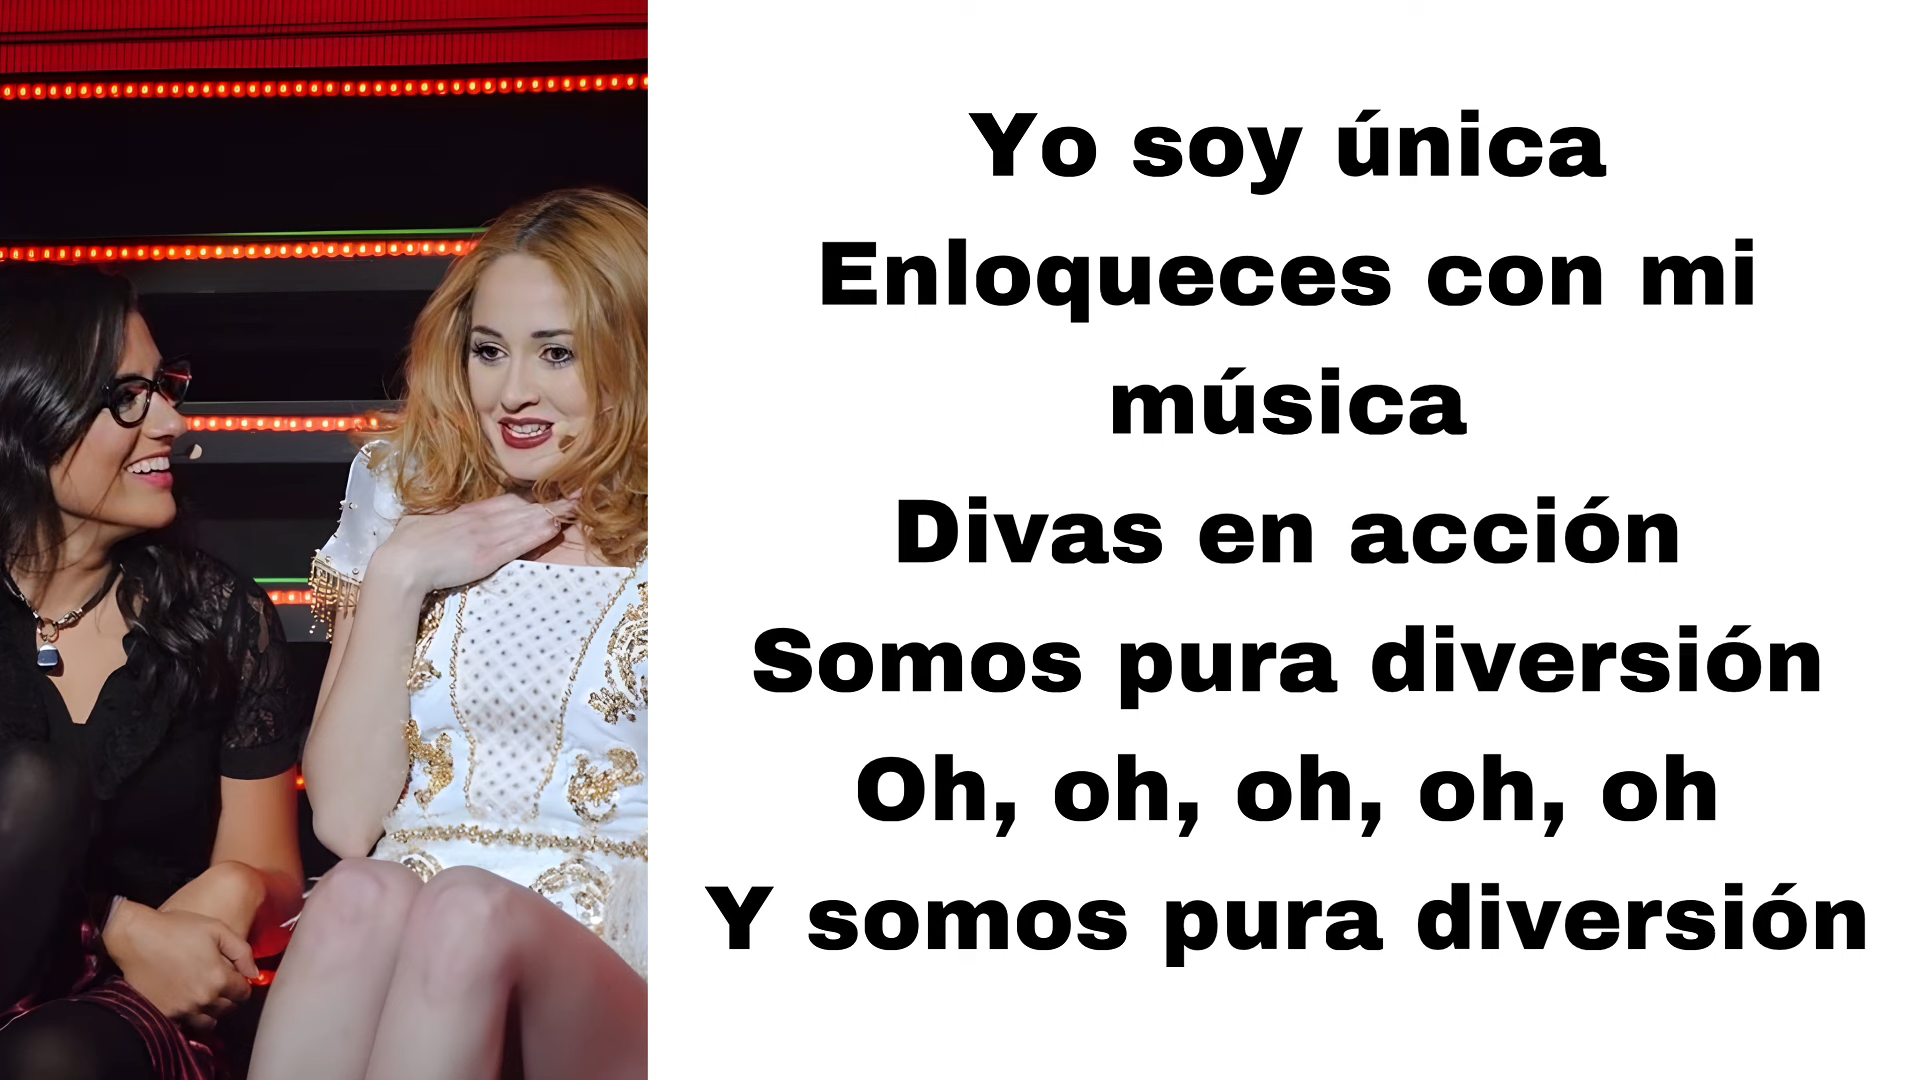 Yo soy única
Enloqueces con mi
música
Divas en acción
Somos pura diversión
Oh, oh, oh, oh, oh
Y somos pura diversión